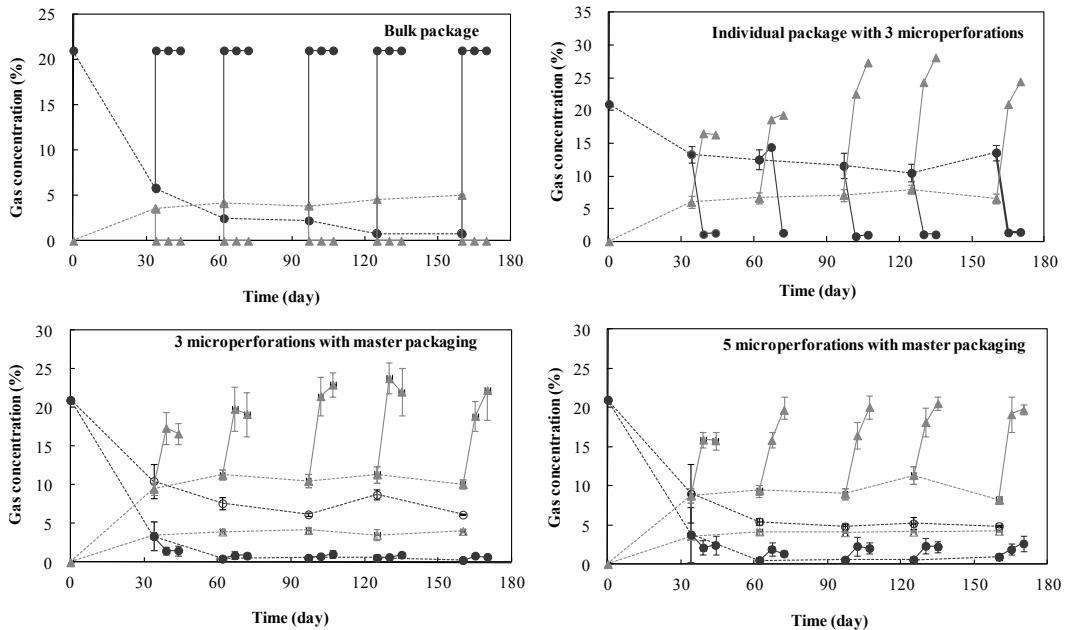 Bulk package
Gas concentration (%)
25
20
15
10
5
0
0 30 60 90 120 150 180
Time (day)
Individual package with 3 microperforations
Gas concentration (%)
35
30
25
20
15
10
5
0
0 30 60 90 120 150 180
Time (day)
3 microperforations with master packaging
Gas concentration (%)
30
25
20
15
10
5
0
0 30 60 90 120 150 180
Time (day)
5 microperforations with master packaging
Gas concentration (%)
30
25
20
15
10
5
0
0 30 60 90 120 150 180
Time (day)